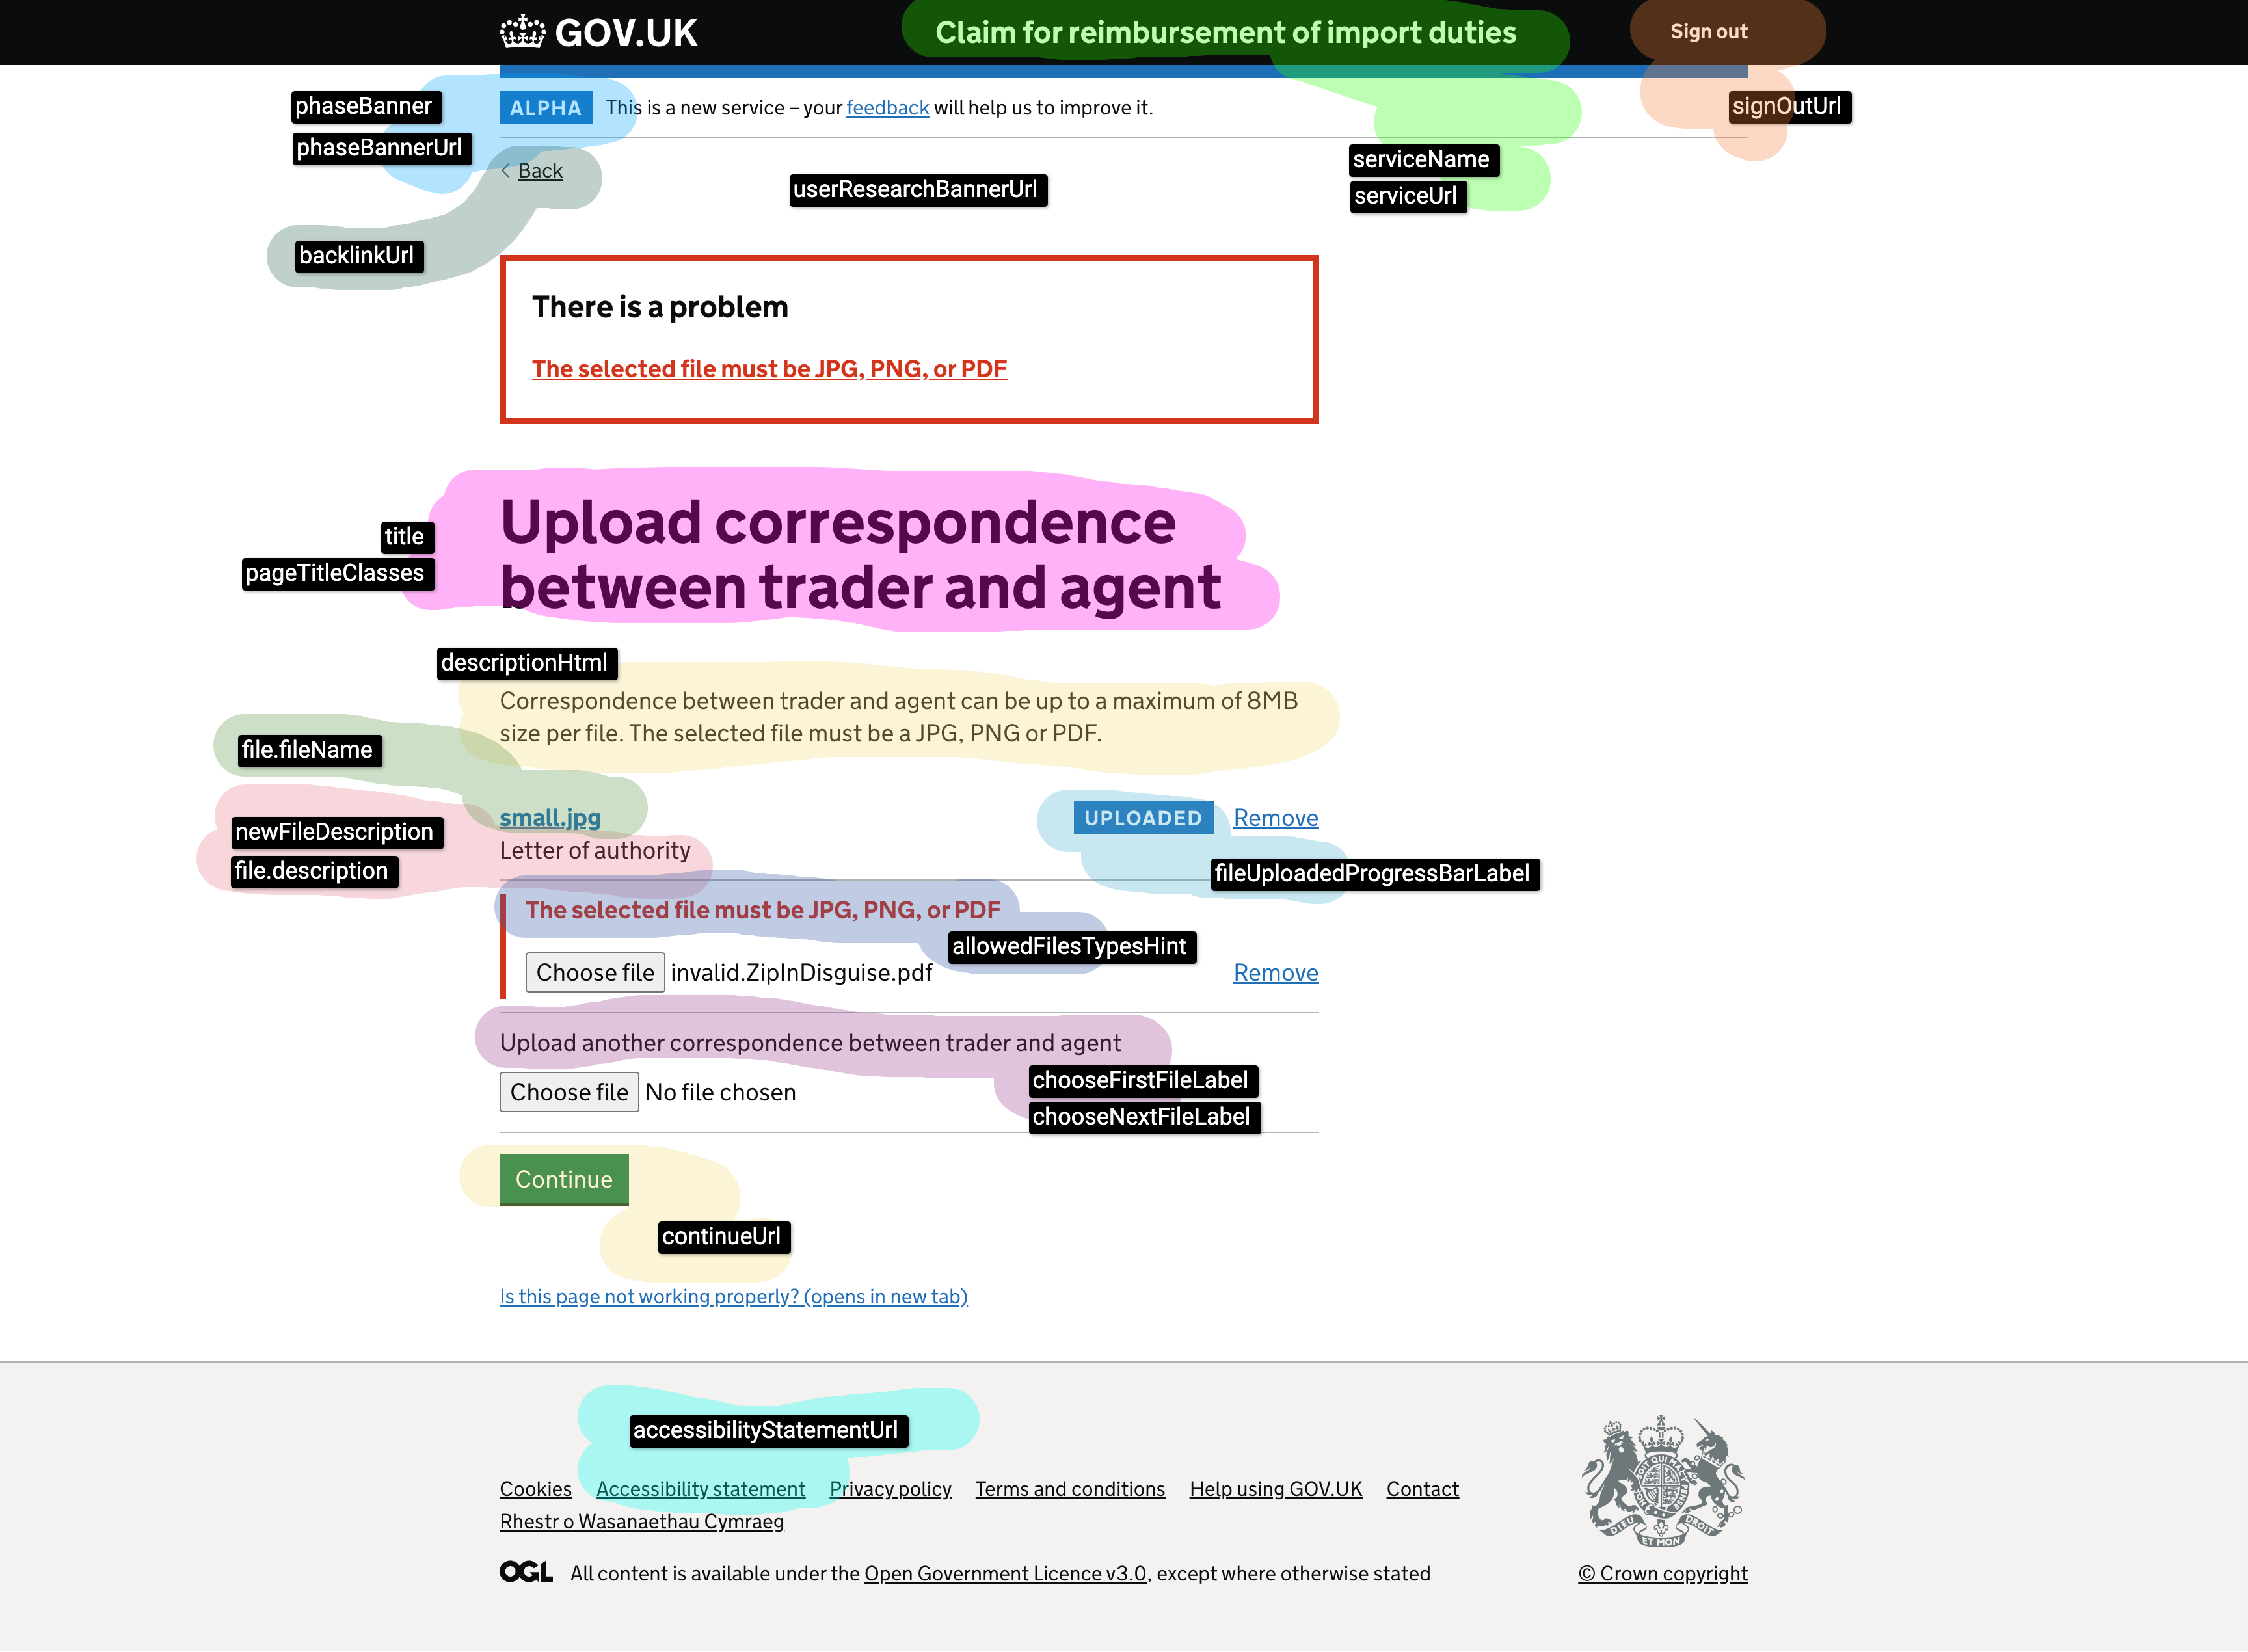 GOV.UK
Claim for reimbursement of import duties
Sign out
phaseBanner
ALPHA
This is a new service – your feedback will help us to improve it.
signOutUrl
phaseBannerUrl
Back
serviceName
userResearchBannerUrl
serviceUrl
backlinkUrl
There is a problem
The selected file must be JPG, PNG, or PDF
title
pageTitleClasses
Upload correspondence
between trader and agent
descriptionHtml
Correspondence between trader and agent can be up to a maximum of 8MB
size per file. The selected file must be a JPG, PNG or PDF.
file.fileName
small.jpg
UPLOADED
Remove
newFileDescription
Letter of authority
file.description
fileUploadedProgressBarLabel
The selected file must be JPG, PNG, or PDF
allowedFilesTypesHint
Choose file invalid.ZipInDisguise.pdf
Remove
Upload another correspondence between trader and agent
chooseFirstFileLabel
Choose file No file chosen
chooseNextFileLabel
Continue
continueUrl
Is this page not working properly? (opens in new tab)
accessibilityStatementUrl
Cookies Accessibility statement Privacy policy Terms and conditions Help using GOV.UK Contact
Rhestr o Wasanaethau Cymraeg
OGL All content is available under the Open Government Licence v3.0, except where otherwise stated
DIEU ET MON DROIT
© Crown copyright